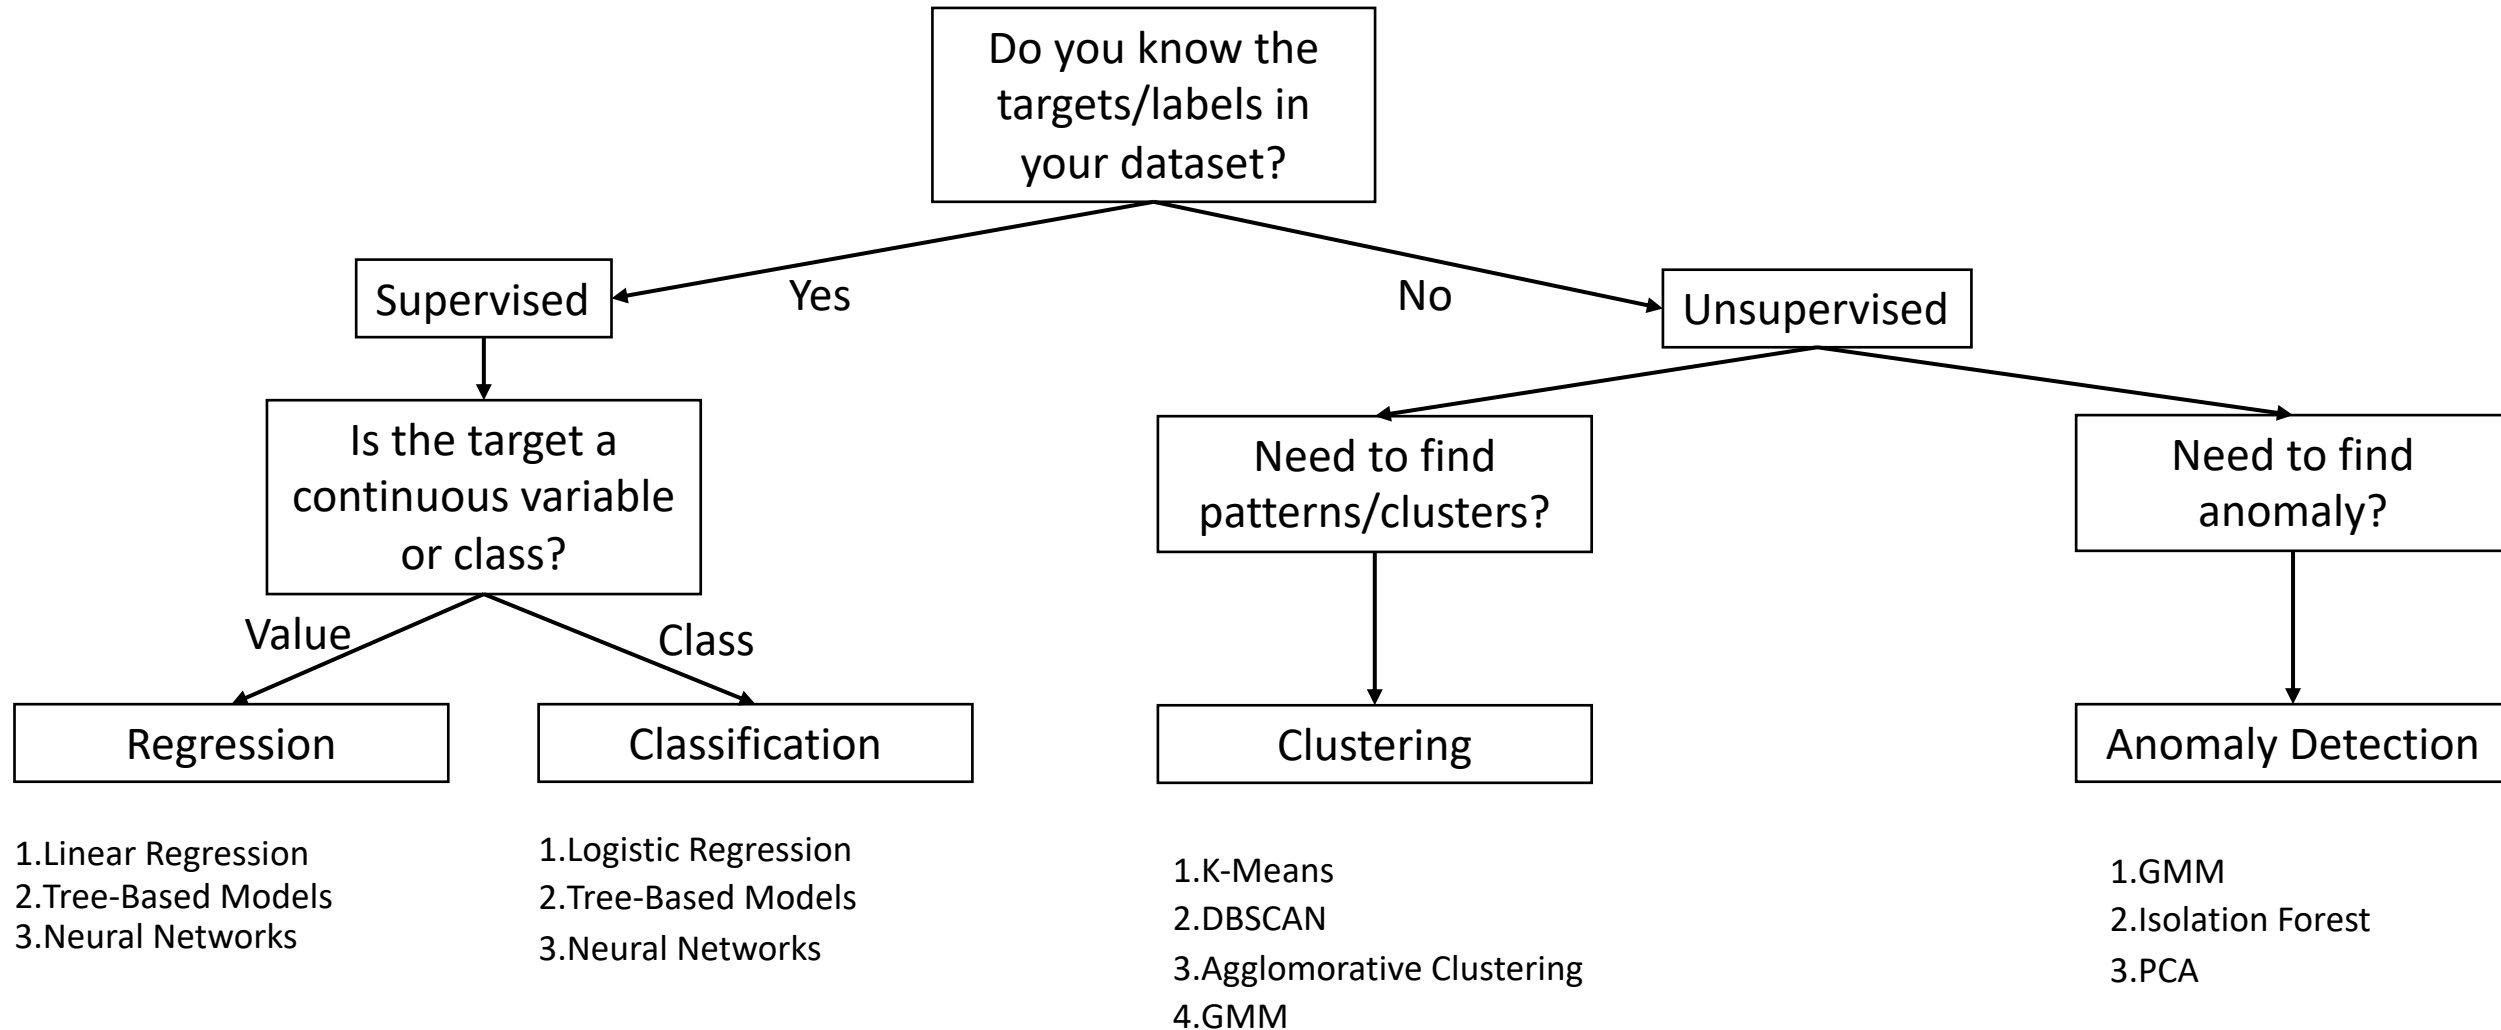 Do you know the
targets/labels in
your dataset?
Supervised
Yes
No
Unsupervised
Is the target a
continuous variable
or class?
Need to find
patterns/clusters?
Need to find
anomaly?
Value
Class
Regression
Classification
Clustering
Anomaly Detection
1.Linear Regression
2.Tree-Based Models
3.Neural Networks
1.Logistic Regression
2.Tree-Based Models
3.Neural Networks
1.K-Means
2.DBSCAN
3.Agglomorative Clustering
4.GMM
1.GMM
2.Isolation Forest
3.PCA